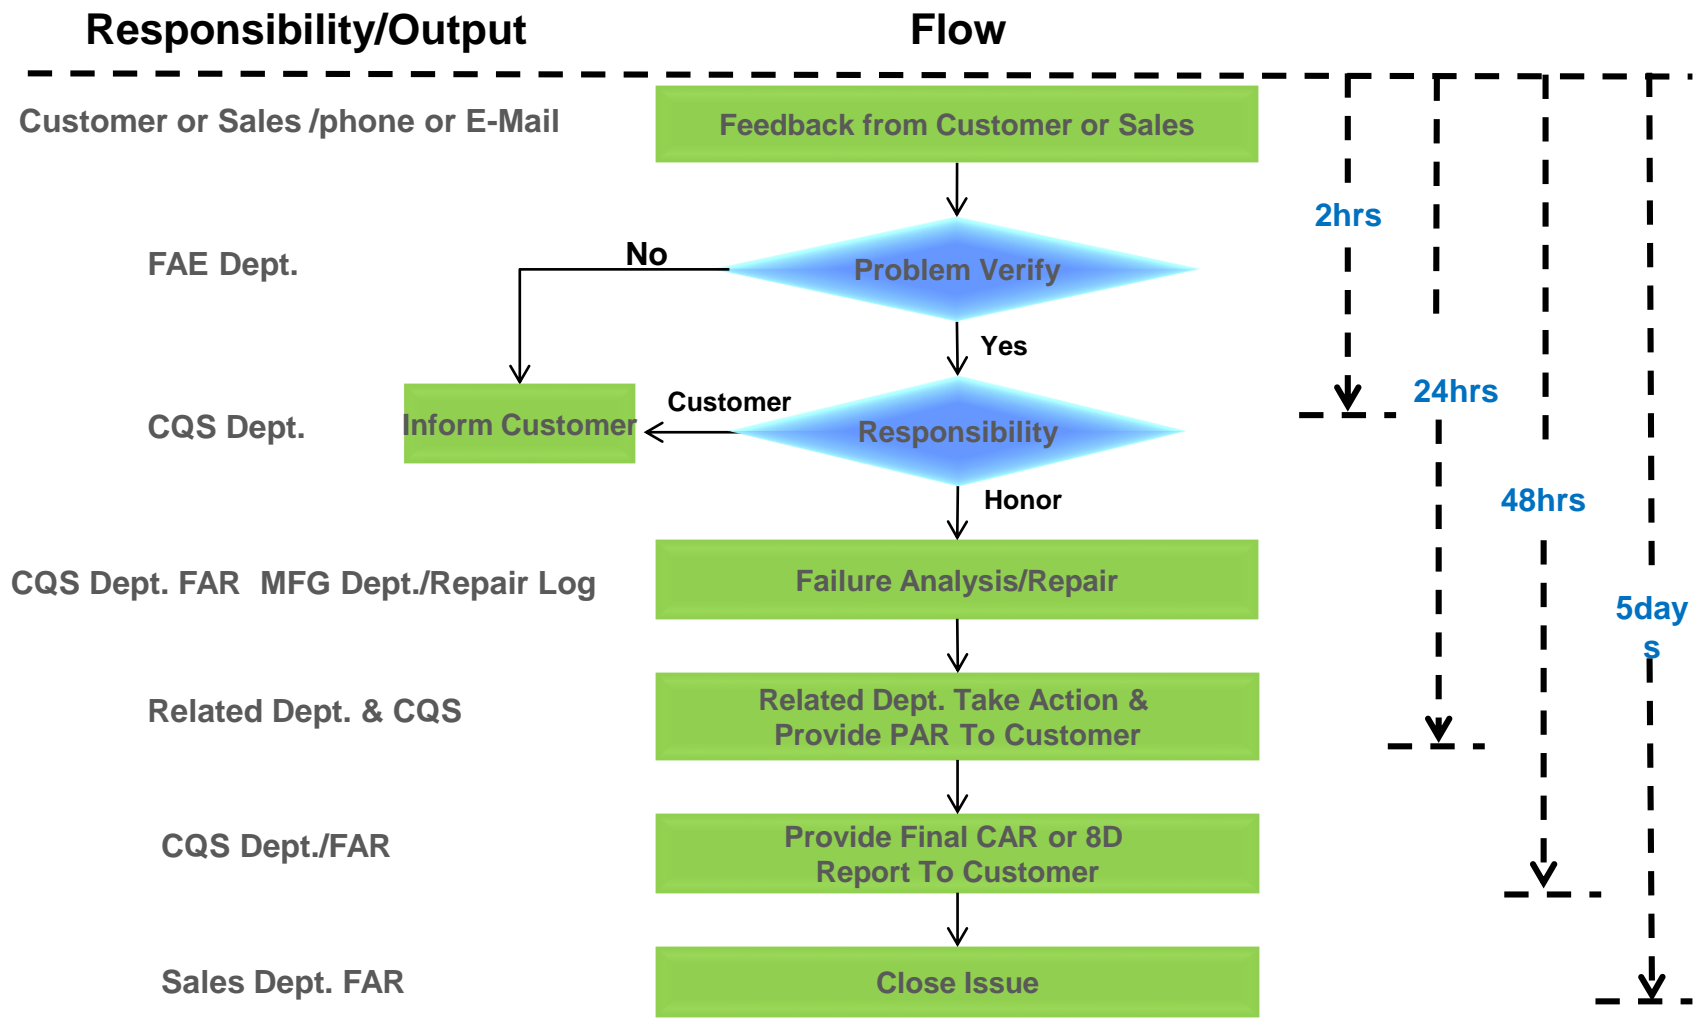 Responsibility/Output
Flow
Customer or Sales /phone or E-Mail
Feedback from Customer or Sales
2hrs
FAE Dept.
No
Problem Verify
Yes
24hrs
CQS Dept.
Inform Customer
Customer
Responsibility
Honor
48hrs
CQS Dept. FAR  MFG Dept./Repair Log
Failure Analysis/Repair
5day
s
Related Dept. & CQS
Related Dept. Take Action &
Provide PAR To Customer
CQS Dept./FAR
Provide Final CAR or 8D
Report To Customer
Sales Dept. FAR
Close Issue